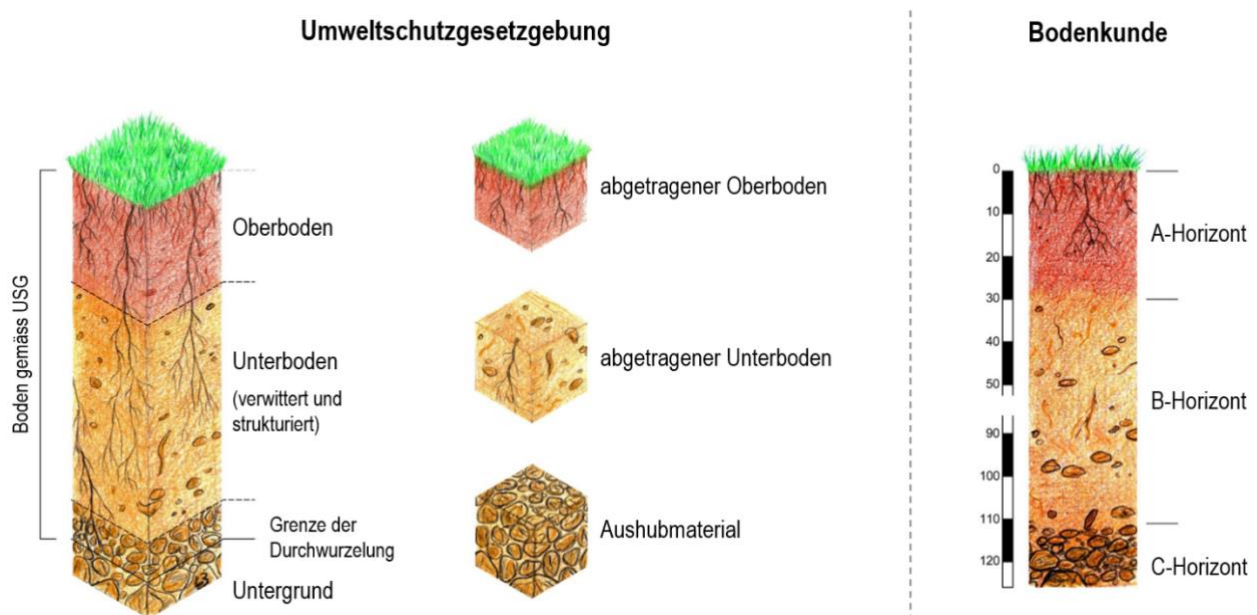 Umweltschutzgesetzgebung
Boden gemäss USG
Oberboden
Unterboden
(verwittert und
strukturiert)
Grenze der
Durchwurzelung
Untergrund
abgetragener Oberboden
abgetragener Unterboden
Aushubmaterial
Bodenkunde
0
10
20
30
40
50
90
100
110
120
A-Horizont
B-Horizont
C-Horizont